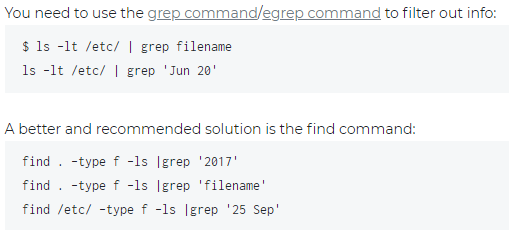 You need to use the grep command/egrep command to filter out info:
$ ls -lt /etc/ | grep filename
ls -lt /etc/ | grep 'Jun 20'
A better and recommended solution is the find command:
find . -type f -ls |grep '2017'
find . -type f -ls |grep 'filename'
find /etc/ -type f -ls |grep '25 Sep'